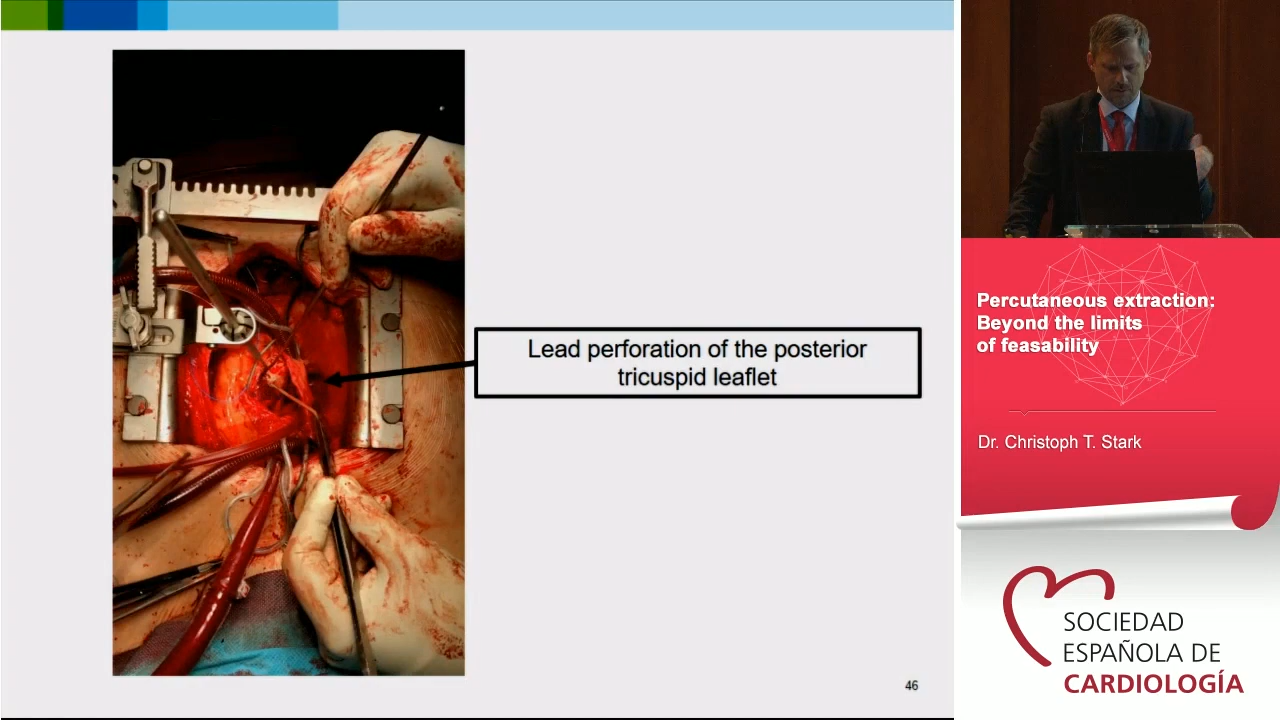 Lead perforation of the posterior
tricuspid leaflet
46
Percutaneous extraction:
Beyond the limits
of feasability
Dr. Christoph T. Stark
SOCIEDAD
ESPAÑOLA DE
CARDIOLOGÍA